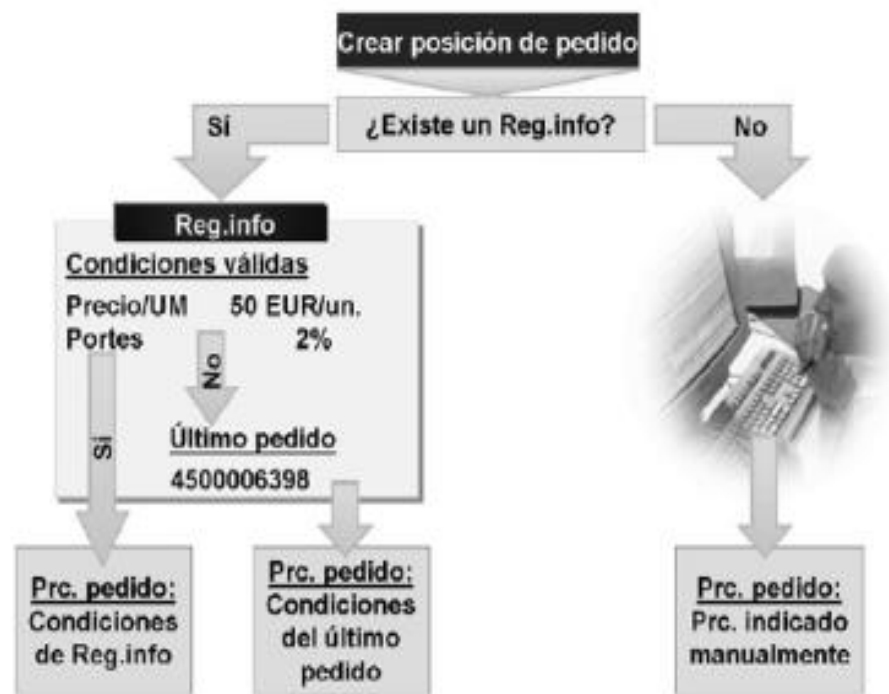 Crear posición de pedido
¿Existe un Reg.info?
Sí
No
Reg.info
Condiciones válidas
Precio/UM 50 EUR/un.
Portes 2%
Sí
No
Último pedido
4500006398
Prc. pedido:
Condiciones
de Reg.info
Prc. pedido:
Condiciones
del último
pedido
Prc. pedido:
Prc. indicado
manualmente